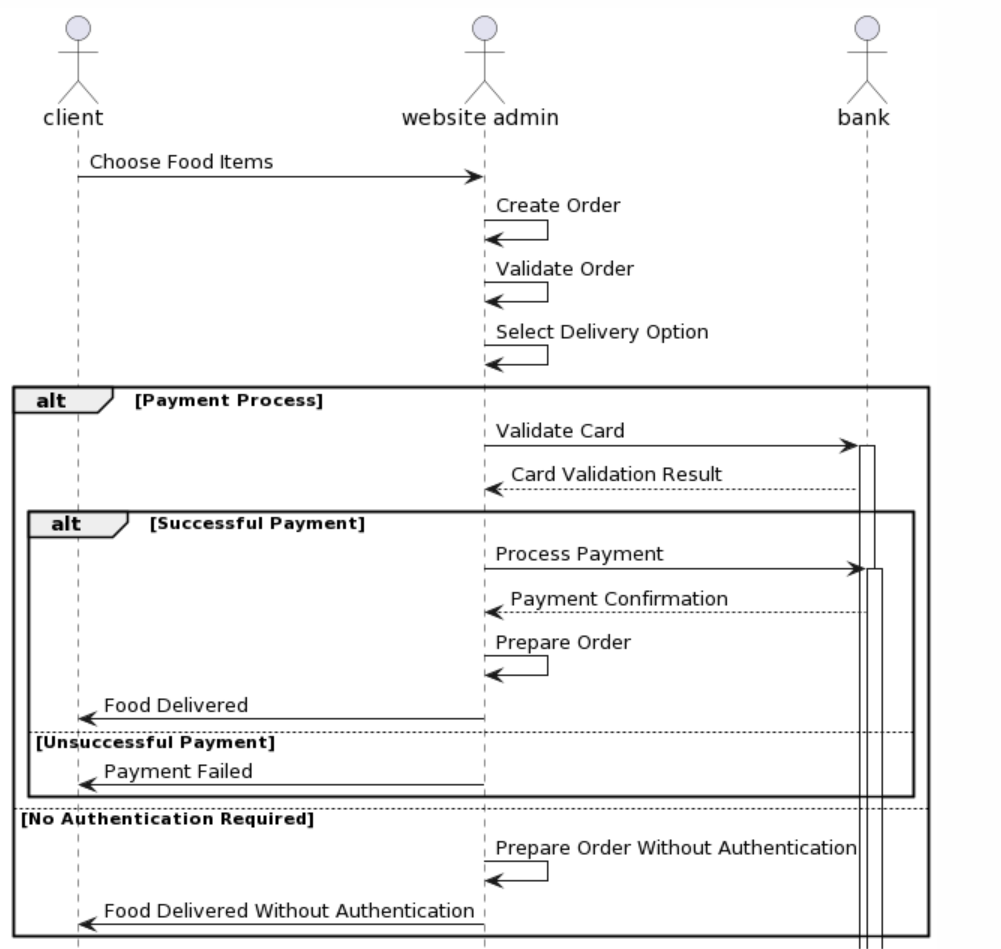 client
website admin
bank
Choose Food Items
Create Order
Validate Order
Select Delivery Option
alt
[Payment Process]
Validate Card
Card Validation Result
alt
[Successful Payment]
Process Payment
Payment Confirmation
Prepare Order
Food Delivered
[Unsuccessful Payment]
Payment Failed
[No Authentication Required]
Prepare Order Without Authentication
Food Delivered Without Authentication